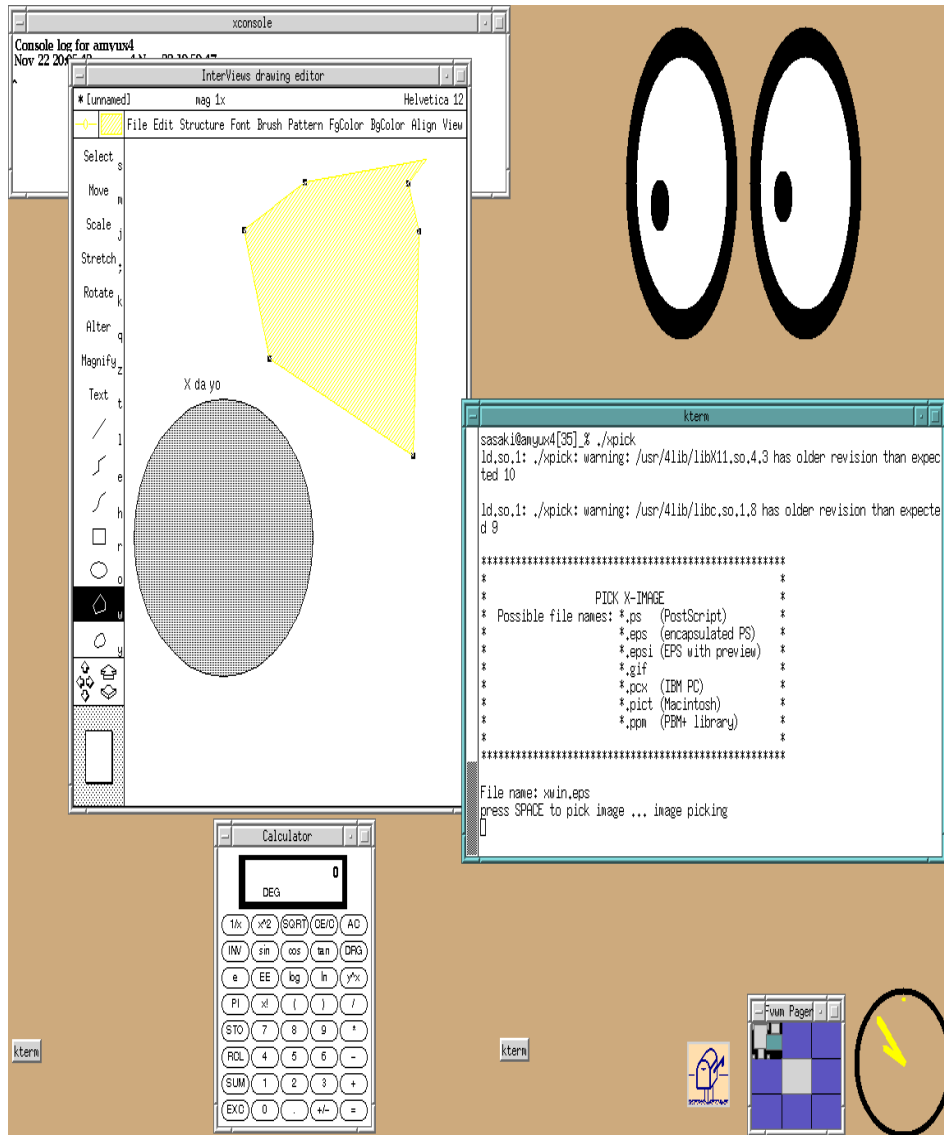 xconsole
Console log for amyux4
Nov 22 20:05:42
InterViews drawing editor
* [unnamed] mag 1x Helvetica 12
File Edit Structure Font Brush Pattern FgColor BgColor Align View
Select s
Move m
Scale j
Stretch ;
Rotate k
Alter q
Magnify z
Text t
l
e
h
r
o
w
y
X da yo
kterm
sasaki@amyux4[35]_% ./xpick
ld.so.1: ./xpick: warning: /usr/4lib/libX11.so.4.3 has older revision than expec
ted 10
ld.so.1: ./xpick: warning: /usr/4lib/libc.so.1.8 has older revision than expecte
d 9
*************************************************
* *
* PICK X-IMAGE *
* Possible file names: *.ps (PostScript) *
* *.eps (encapsulated PS) *
* *.epsi (EPS with preview) *
* *.gif *
* *.pcx (IBM PC) *
* *.pict (Macintosh) *
* *.ppm (PBM+ library) *
* *
*************************************************
File name: xwin.eps
press SPACE to pick image ... image picking
Calculator
0
DEG
1/x x^2 SQRT CE/C AC
INV sin cos tan DRG
e EE log ln y^x
PI x! ( ) /
STO 7 8 9 *
RCL 4 5 6 -
SUM 1 2 3 +
EXC 0 . +/- =
kterm
kterm
Fvwm Pager